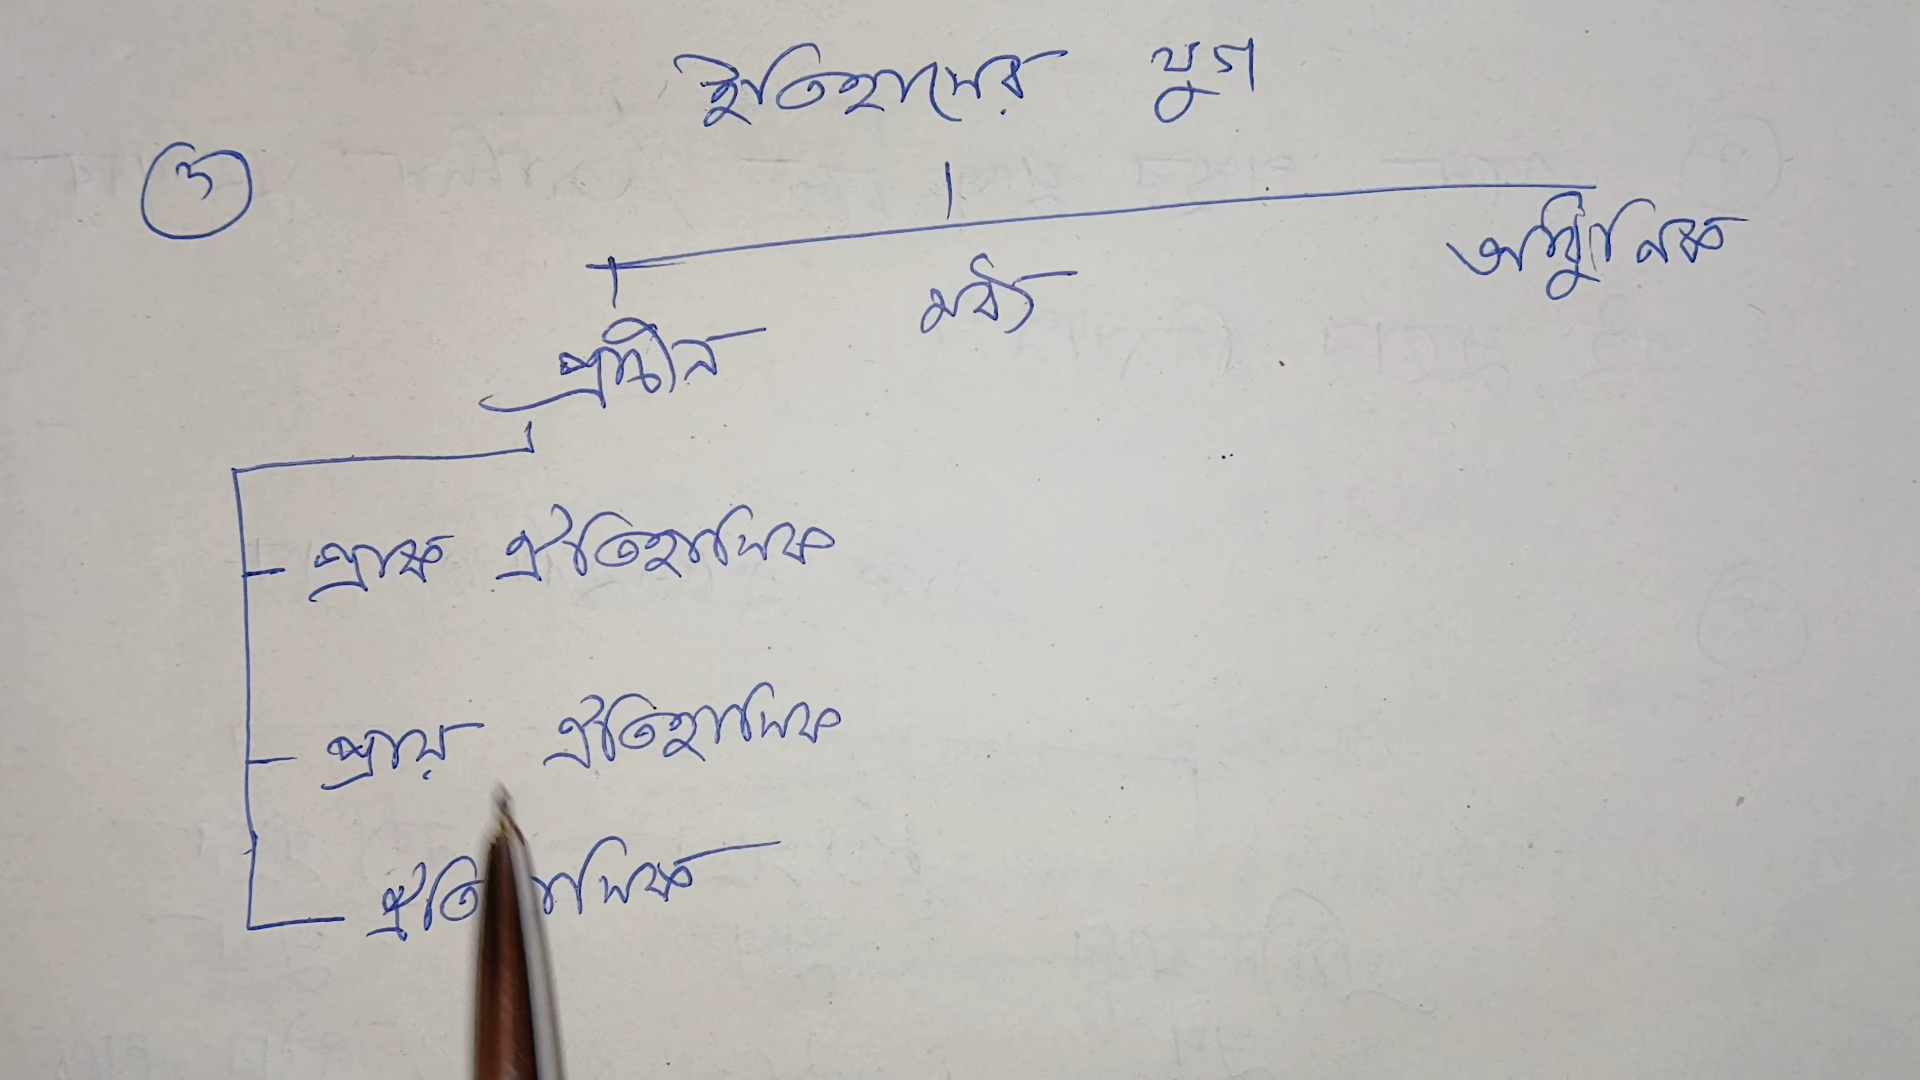 ইতিহাসের যুগ
৩
প্রাচীন মধ্য আধুনিক
প্রাক ঐতিহাসিক
প্রায় ঐতিহাসিক
ঐতিহাসিক